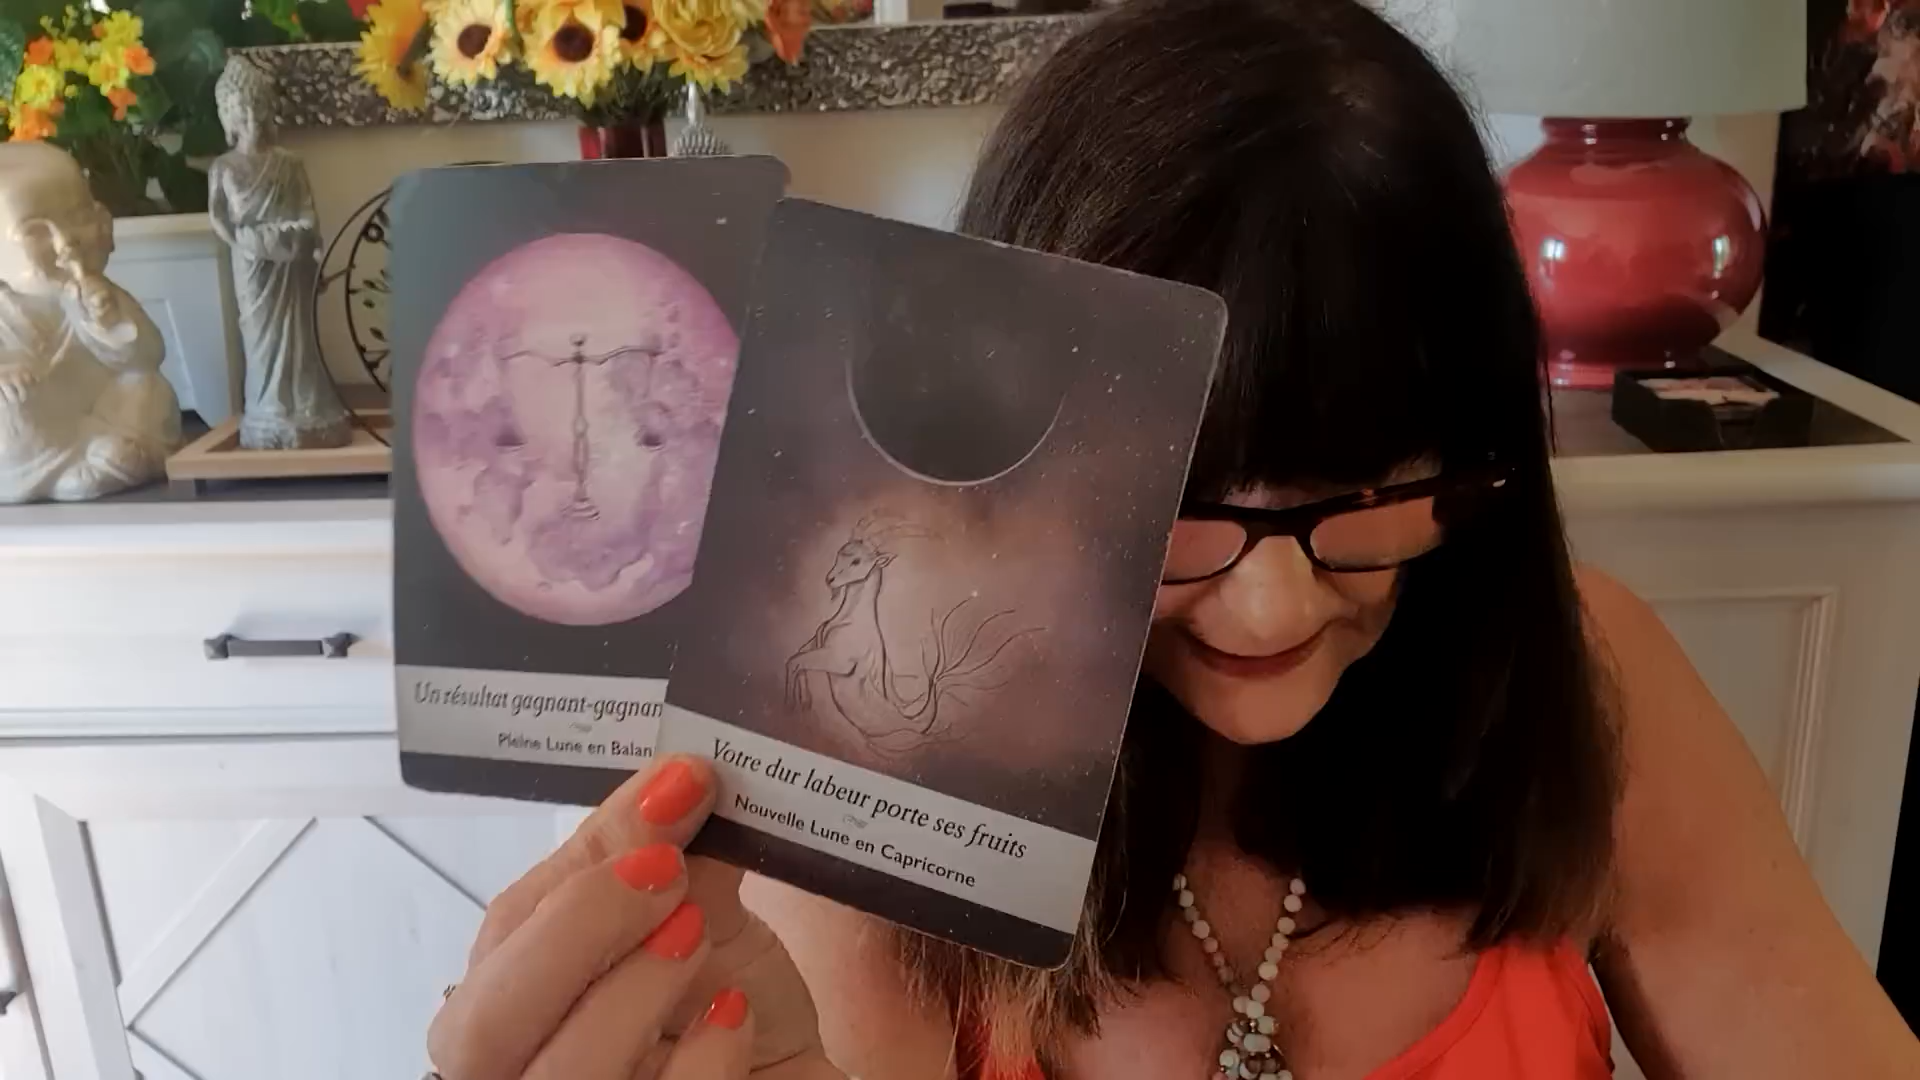 Un résultat gagnant-gagnan
Pleine Lune en Balan
Votre dur labeur porte ses fruits
Nouvelle Lune en Capricorne